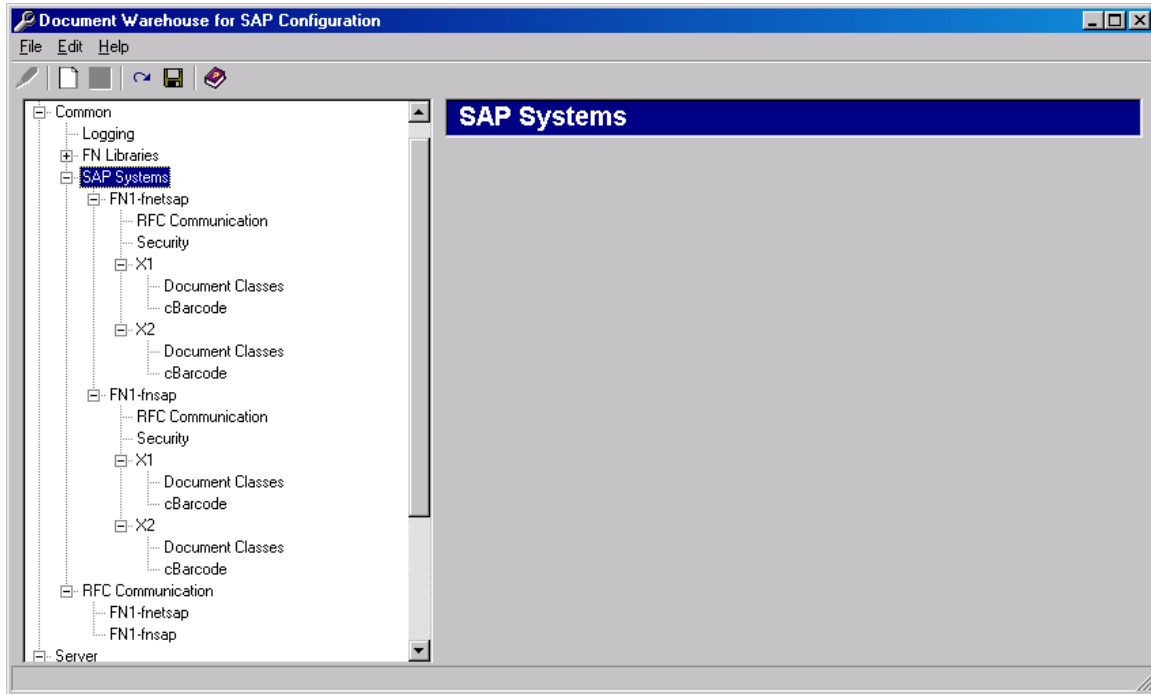 Document Warehouse for SAP Configuration
File Edit Help
SAP Systems
Common
Logging
FN Libraries
SAP Systems
FN1-fnetsap
RFC Communication
Security
X1
Document Classes
cBarcode
X2
Document Classes
cBarcode
FN1-fnsap
RFC Communication
Security
X1
Document Classes
cBarcode
X2
Document Classes
cBarcode
RFC Communication
FN1-fnetsap
FN1-fnsap
Server